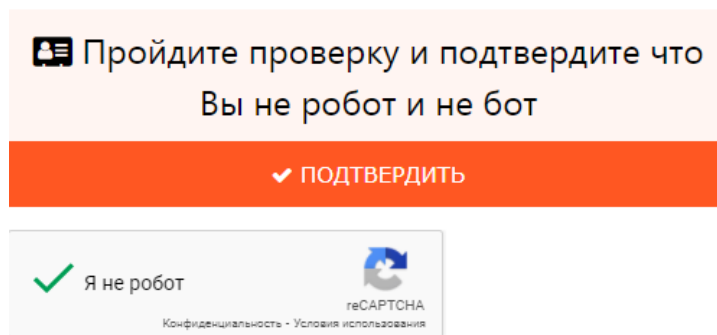 Пройдите проверку и подтвердите что
Вы не робот и не бот
ПОДТВЕРДИТЬ
Я не робот
reCAPTCHA
Конфиденциальность - Условия использования